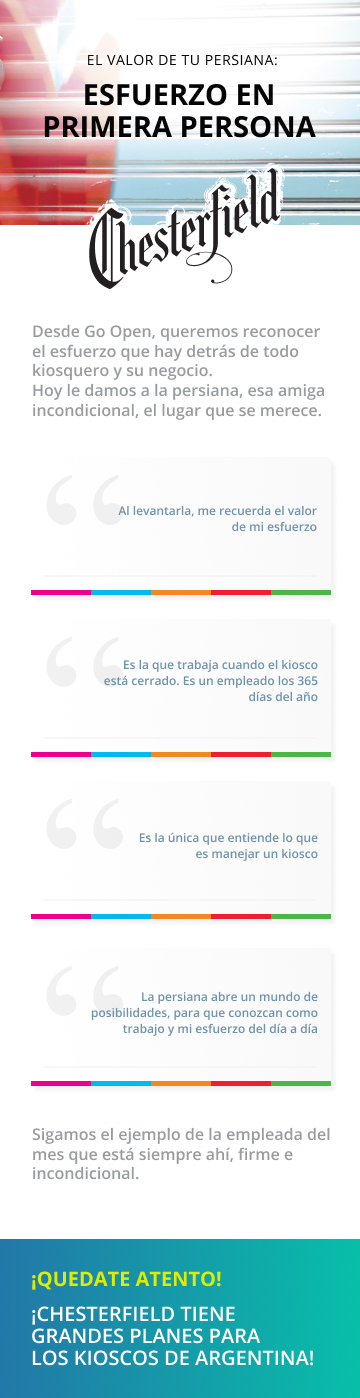 EL VALOR DE TU PERSIANA:
ESFUERZO EN
PRIMERA PERSONA
Chesterfield
Desde Go Open, queremos reconocer
el esfuerzo que hay detrás de todo
kiosquero y su negocio.
Hoy le damos a la persiana, esa amiga
incondicional, el lugar que se merece.
Al levantarla, me recuerda el valor
de mi esfuerzo
Es la que trabaja cuando el kiosco
está cerrado. Es un empleado los 365
días del año
Es la única que entiende lo que
es manejar un kiosco
La persiana abre un mundo de
posibilidades, para que conozcan como
trabajo y mi esfuerzo del día a día
Sigamos el ejemplo de la empleada del
mes que está siempre ahí, firme e
incondicional.
¡QUEDATE ATENTO!
¡CHESTERFIELD TIENE
GRANDES PLANES PARA
LOS KIOSCOS DE ARGENTINA!